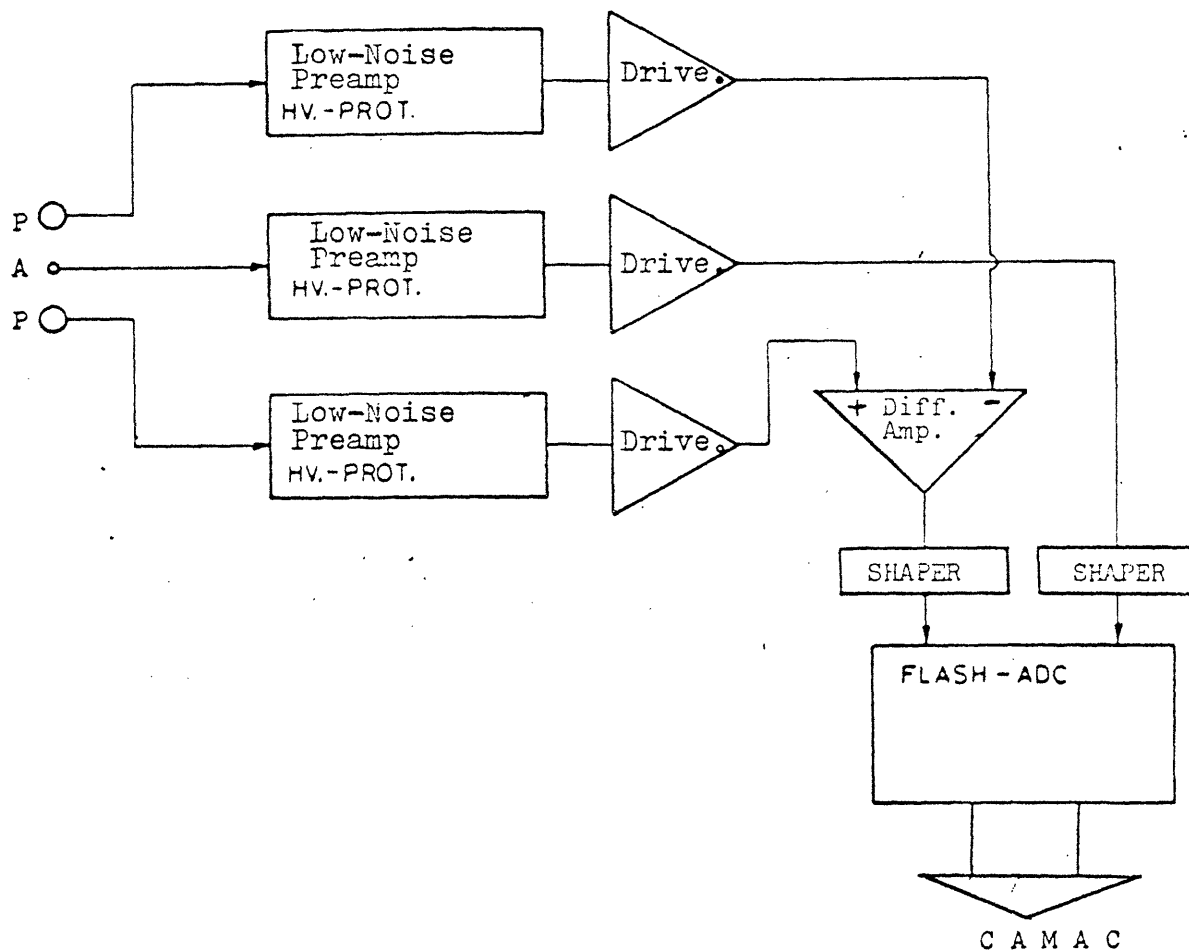 Low-Noise
Preamp
HV.-PROT.
Drive.
P
A
P
Low-Noise
Preamp
HV.-PROT.
Drive.
Low-Noise
Preamp
HV.-PROT.
Drive.
+ Diff. -
Amp.
SHAPER
SHAPER
FLASH-ADC
C A M A C